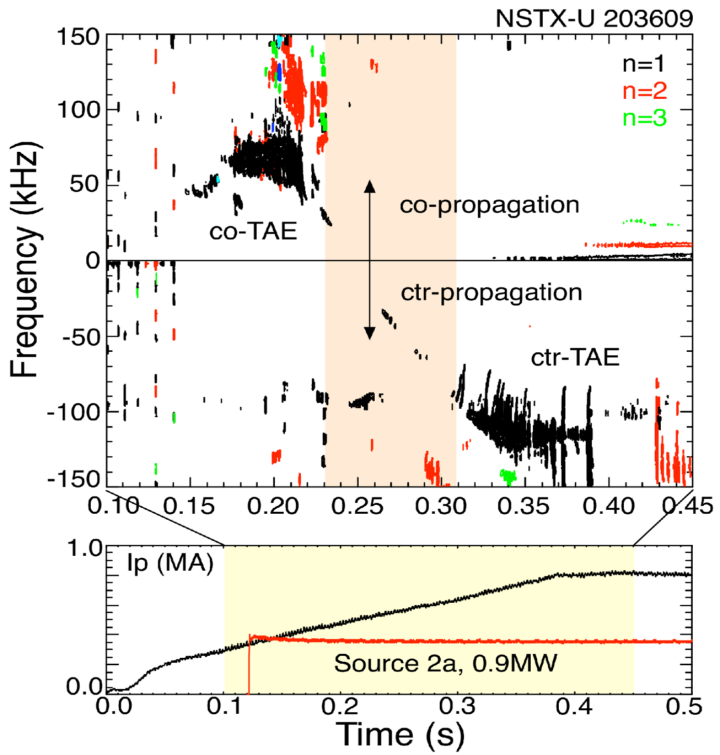 NSTX-U 203609
150
n=1
n=2
n=3
100
50
co-TAE
co-propagation
0
ctr-propagation
-50
ctr-TAE
-100
-150
Frequency (kHz)
0.10 0.15 0.20 0.25 0.30 0.35 0.40 0.45
1.0
Ip (MA)
Source 2a, 0.9MW
0.0
0.0 0.1 0.2 0.3 0.4 0.5
Time (s)